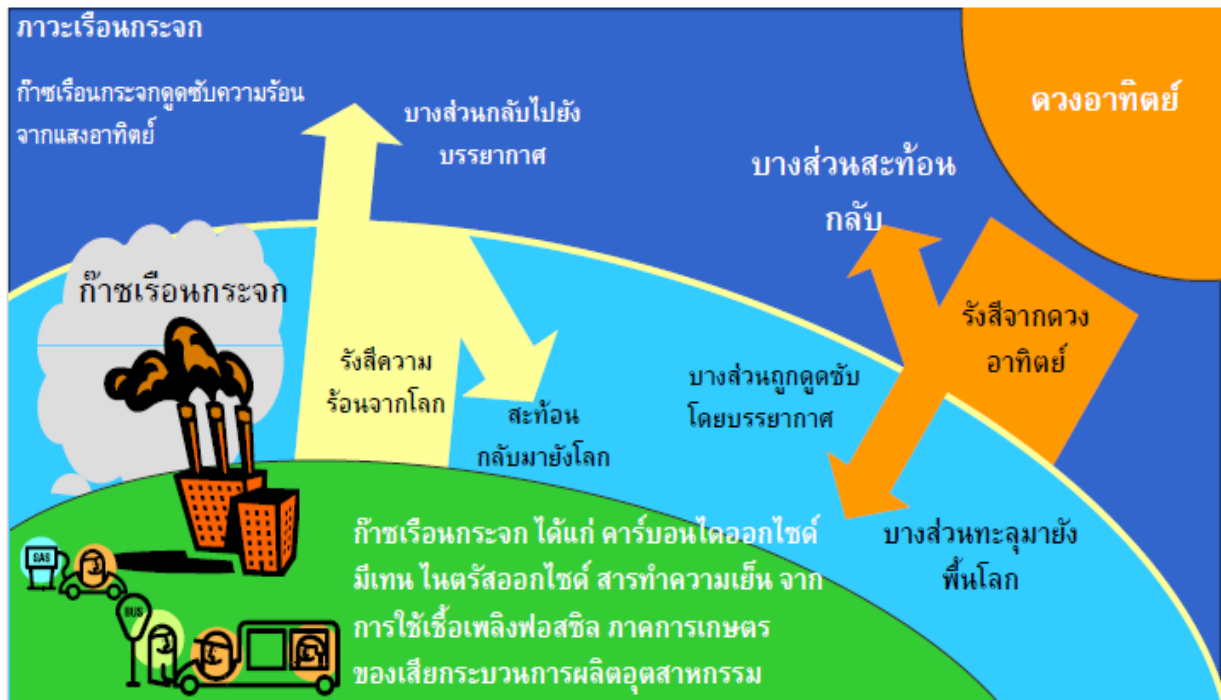 ภาวะเรือนกระจก
ก๊าซเรือนกระจกดูดซับความร้อน
จากแสงอาทิตย์
บางส่วนกลับไปยัง
บรรยากาศ
ดวงอาทิตย์
บางส่วนสะท้อน
กลับ
ก๊าซเรือนกระจก
รังสีจากดวง
อาทิตย์
รังสีความ
ร้อนจากโลก
บางส่วนถูกดูดซับ
โดยบรรยากาศ
สะท้อน
กลับมายังโลก
บางส่วนทะลุมายัง
พื้นโลก
ก๊าซเรือนกระจก ได้แก่ คาร์บอนไดออกไซด์
มีเทน ไนตรัสออกไซด์ สารทำความเย็น จาก
การใช้เชื้อเพลิงฟอสซิล ภาคการเกษตร
ของเสียกระบวนการผลิตอุตสาหกรรม
GAS
BUS